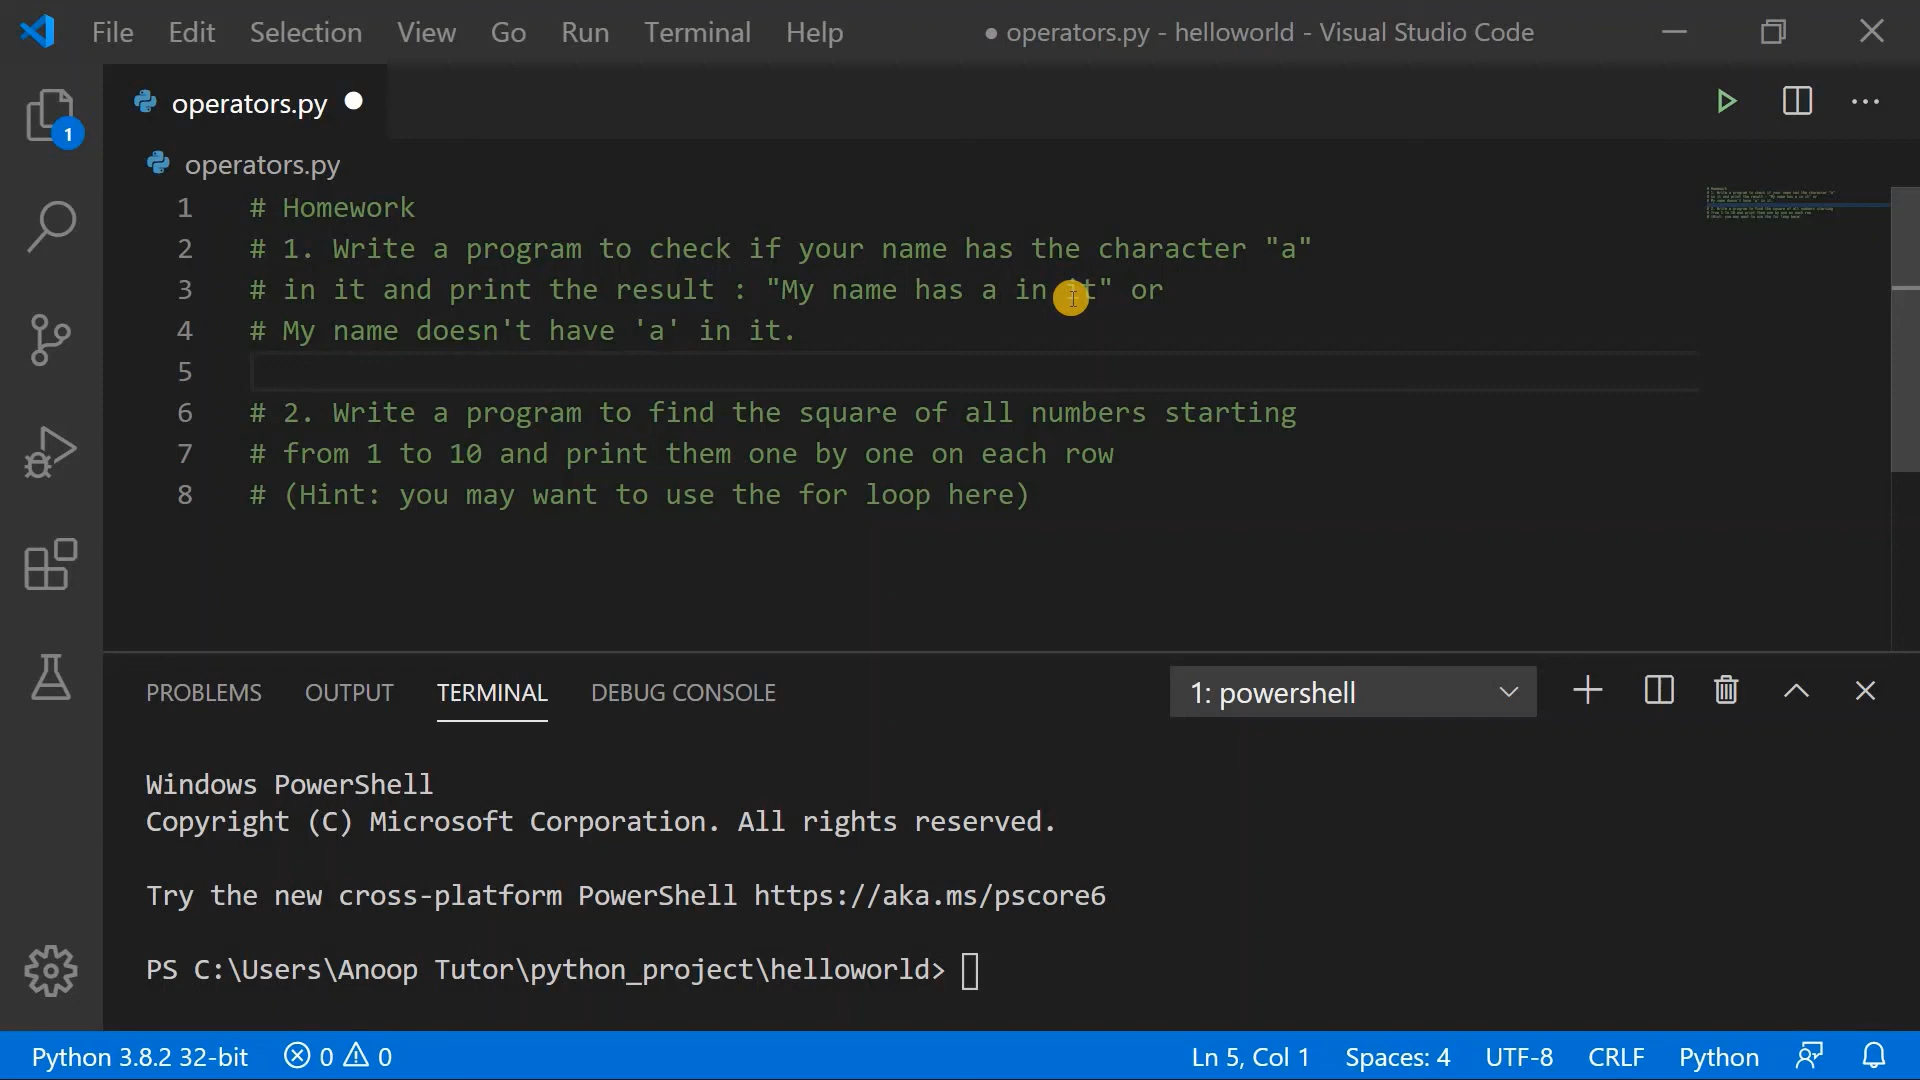 File Edit Selection View Go Run Terminal Help ● operators.py - helloworld - Visual Studio Code
operators.py
1
operators.py
1 # Homework
2 # 1. Write a program to check if your name has the character "a"
3 # in it and print the result : "My name has a in it" or
4 # My name doesn't have 'a' in it.
5
6 # 2. Write a program to find the square of all numbers starting
7 # from 1 to 10 and print them one by one on each row
8 # (Hint: you may want to use the for loop here)
PROBLEMS OUTPUT TERMINAL DEBUG CONSOLE 1: powershell
Windows PowerShell
Copyright (C) Microsoft Corporation. All rights reserved.
Try the new cross-platform PowerShell https://aka.ms/pscore6
PS C:\Users\Anoop Tutor\python_project\helloworld>
Python 3.8.2 32-bit 0 0 Ln 5, Col 1 Spaces: 4 UTF-8 CRLF Python